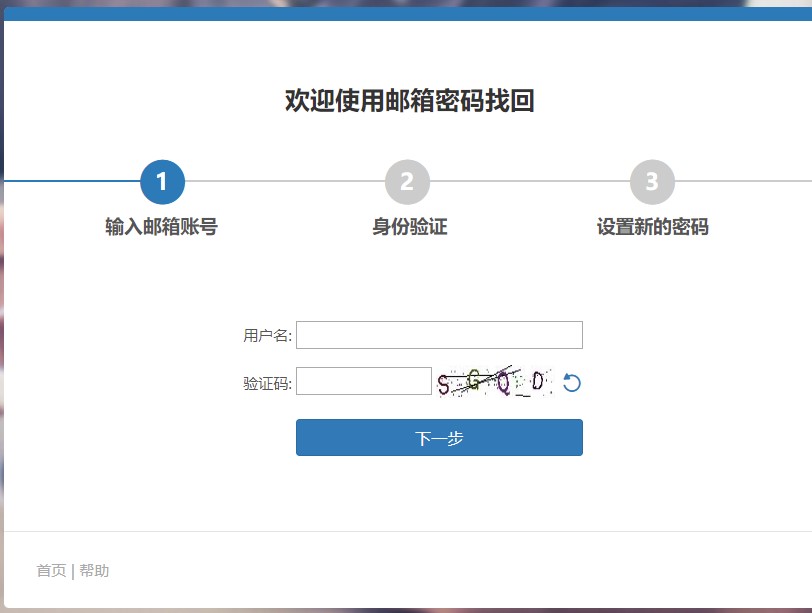 欢迎使用邮箱密码找回
1 2 3
输入邮箱账号 身份验证 设置新的密码
用户名:
验证码: S G Q D
下一步
首页 | 帮助